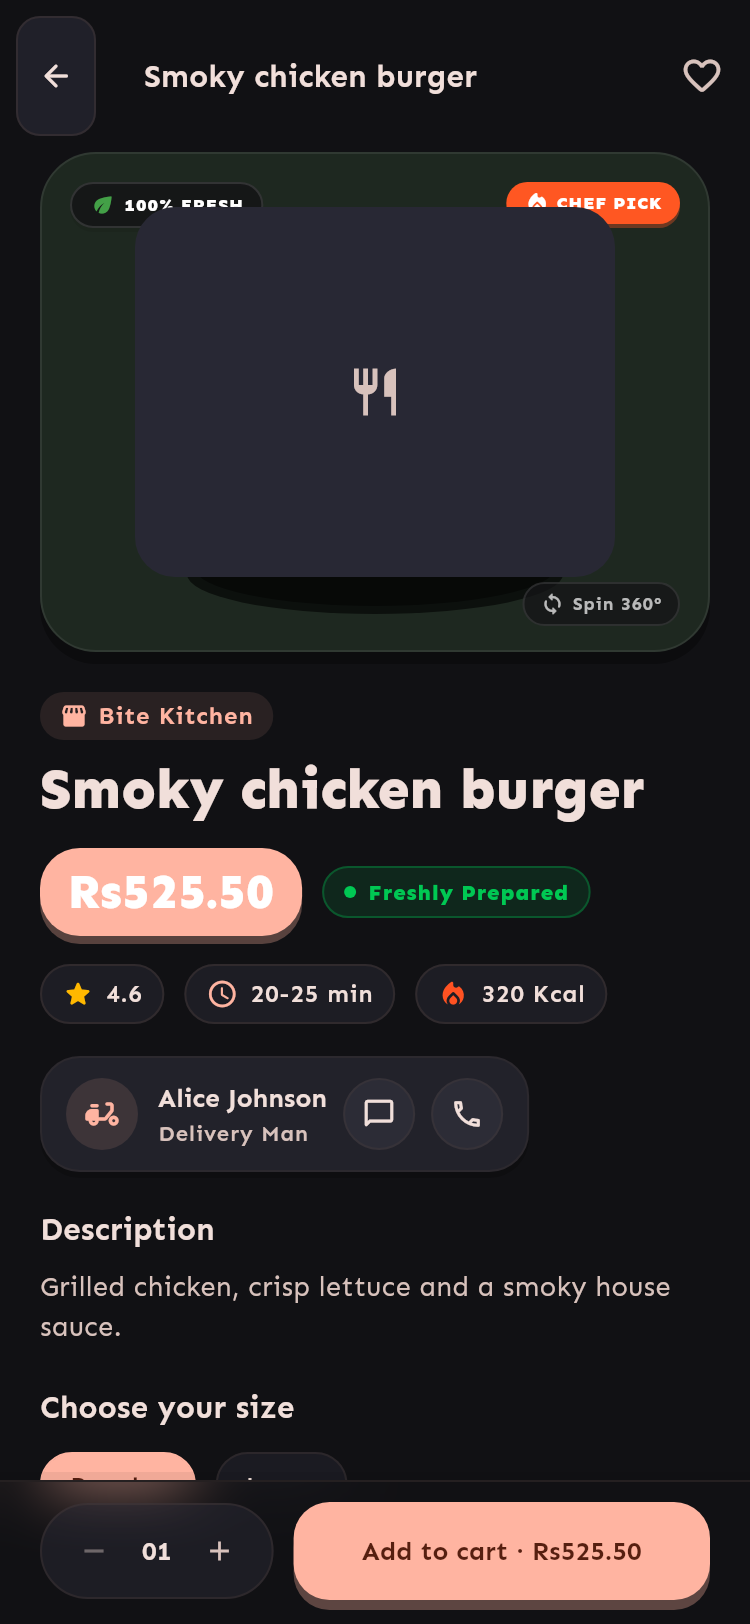 Smoky chicken burger
100% FRESH
CHEF PICK
Spin 360°
Bite Kitchen
Smoky chicken burger
Rs525.50
Freshly Prepared
4.6
20-25 min
320 Kcal
Alice Johnson
Delivery Man
Description
Grilled chicken, crisp lettuce and a smoky house
sauce.
Choose your size
01
Add to cart · Rs525.50